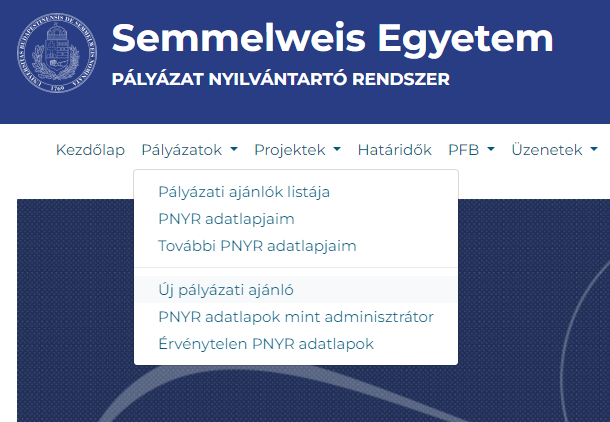 Semmelweis Egyetem
PÁLYÁZAT NYILVÁNTARTÓ RENDSZER
Kezdőlap Pályázatok Projektek Határidők PFB Üzenetek
Pályázati ajánlók listája
PNYR adatlapjaim
További PNYR adatlapjaim
Új pályázati ajánló
PNYR adatlapok mint adminisztrátor
Érvénytelen PNYR adatlapok